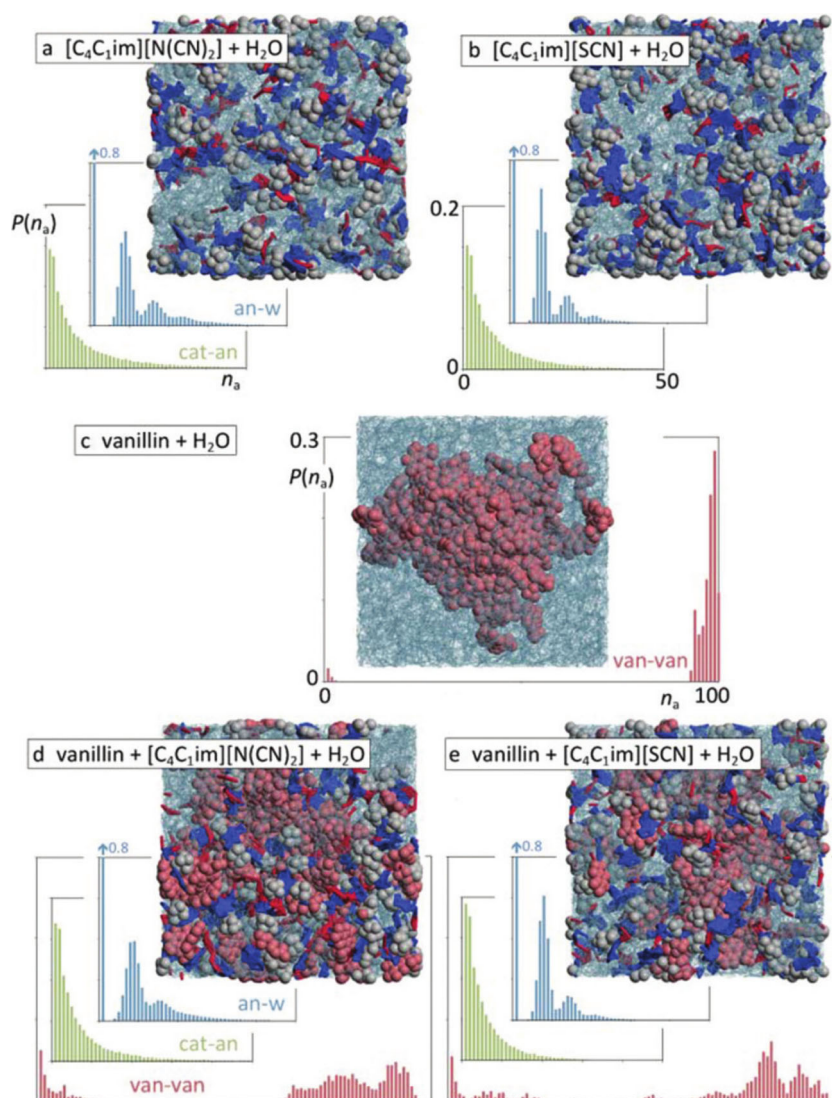 a [C₄C₁im][N(CN)₂] + H₂O
b [C₄C₁im][SCN] + H₂O
0.8
0.8
P(nₐ)
0.2
an-w
cat-an
0
nₐ
0
50
c vanillin + H₂O
0.3
P(nₐ)
van-van
0
0
nₐ
100
d vanillin + [C₄C₁im][N(CN)₂] + H₂O
e vanillin + [C₄C₁im][SCN] + H₂O
0.8
0.8
an-w
cat-an
van-van